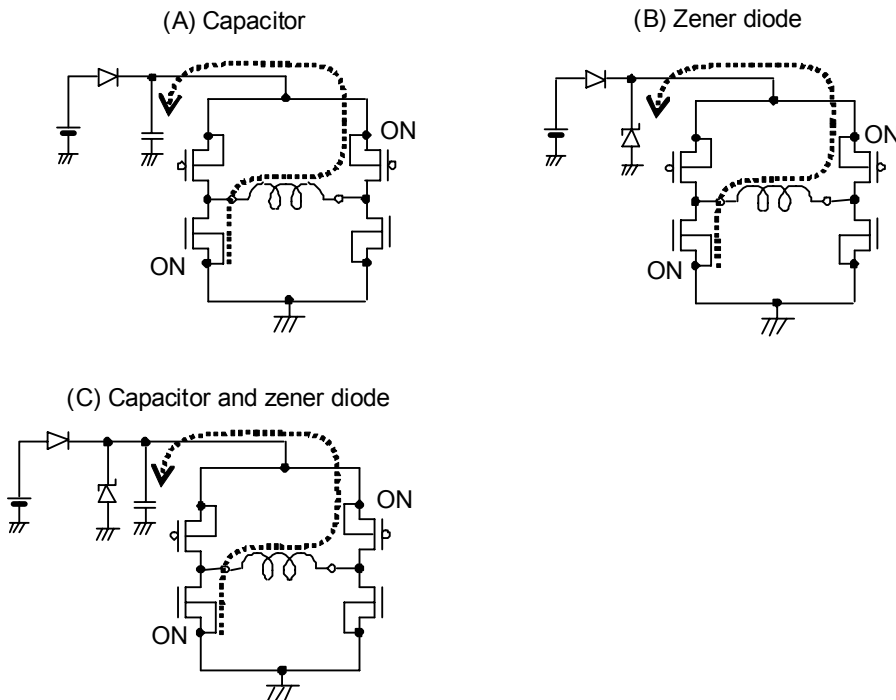 (A) Capacitor
ON
ON
(B) Zener diode
ON
ON
(C) Capacitor and zener diode
ON
ON